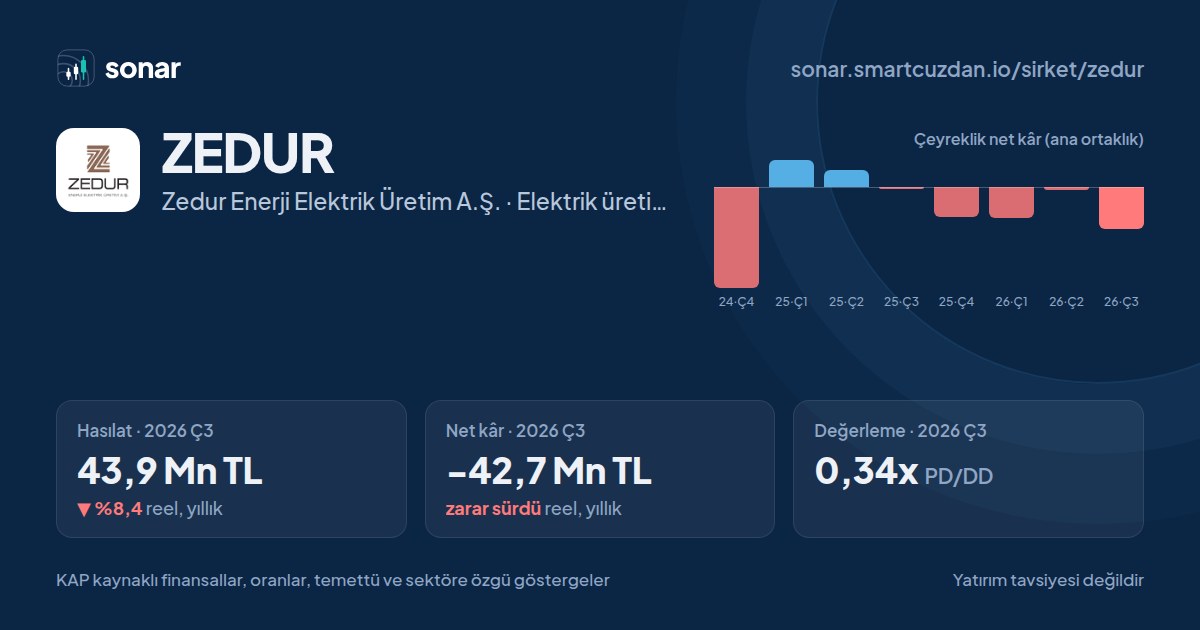 sonar
sonar.smartcuzdan.io/sirket/zedur
ZEDUR
ZEDUR
Zedur Enerji Elektrik Üretim A.Ş. · Elektrik üreti...
Çeyreklik net kâr (ana ortaklık)
24-Ç4 25-Ç1 25-Ç2 25-Ç3 25-Ç4 26-Ç1 26-Ç2 26-Ç3
Hasılat · 2026 Ç3
43,9 Mn TL
▼ %8,4 reel, yıllık
Net kâr · 2026 Ç3
−42,7 Mn TL
zarar sürdü reel, yıllık
Değerleme · 2026 Ç3
0,34x PD/DD
KAP kaynaklı finansallar, oranlar, temettü ve sektöre özgü göstergeler
Yatırım tavsiyesi değildir